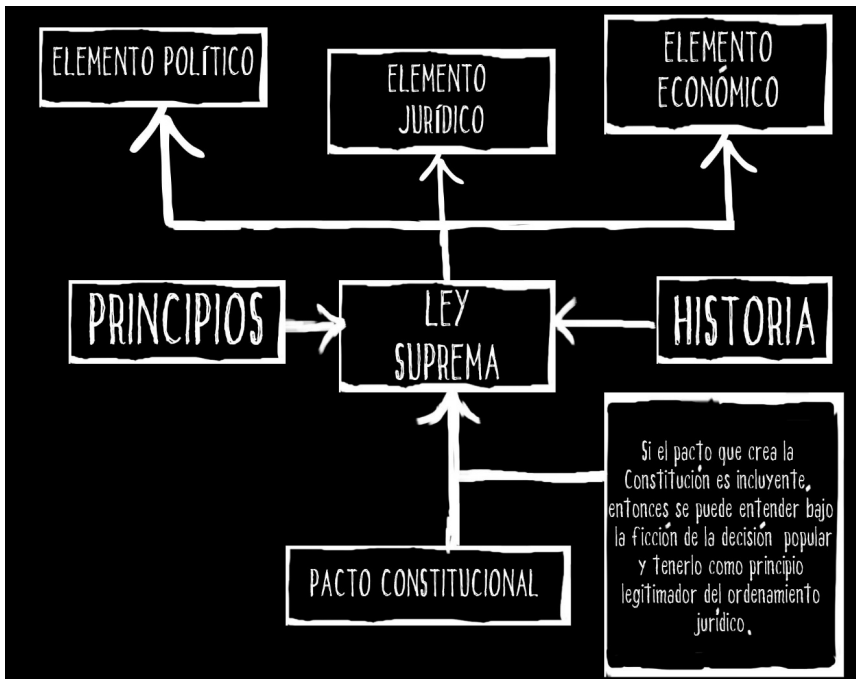 ELEMENTO POLÍTICO
ELEMENTO
JURÍDICO
ELEMENTO
ECONÓMICO
PRINCIPIOS
LEY
SUPREMA
HISTORIA
PACTO CONSTITUCIONAL
Si el pacto que crea la
Constitución es incluyente,
entonces se puede entender bajo
la ficción de la decisión popular
y tenerlo como principio
legitimador del ordenamiento
jurídico.